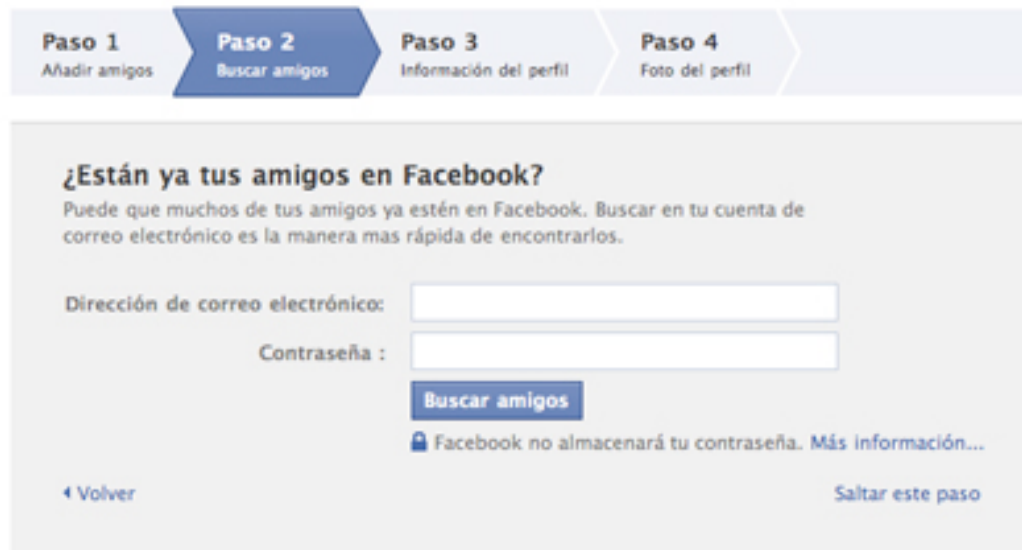 Paso 1
Añadir amigos
Paso 2
Buscar amigos
Paso 3
Información del perfil
Paso 4
Foto del perfil
¿Están ya tus amigos en Facebook?
Puede que muchos de tus amigos ya estén en Facebook. Buscar en tu cuenta de
correo electrónico es la manera mas rápida de encontrarlos.
Dirección de correo electrónico:
Contraseña :
Buscar amigos
Facebook no almacenará tu contraseña. Más información...
Volver
Saltar este paso